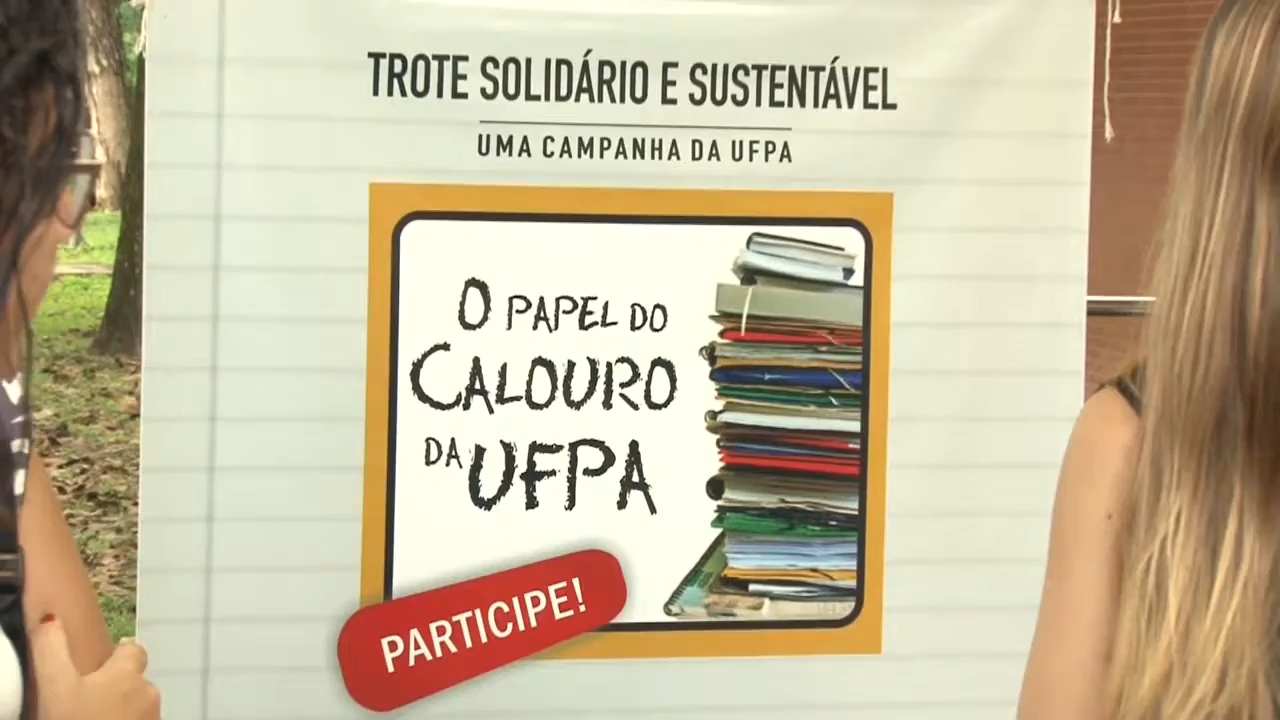 TROTE SOLIDÁRIO E SUSTENTÁVEL
UMA CAMPANHA DA UFPA
O PAPEL DO
CALOURO
DA UFPA
PARTICIPE!